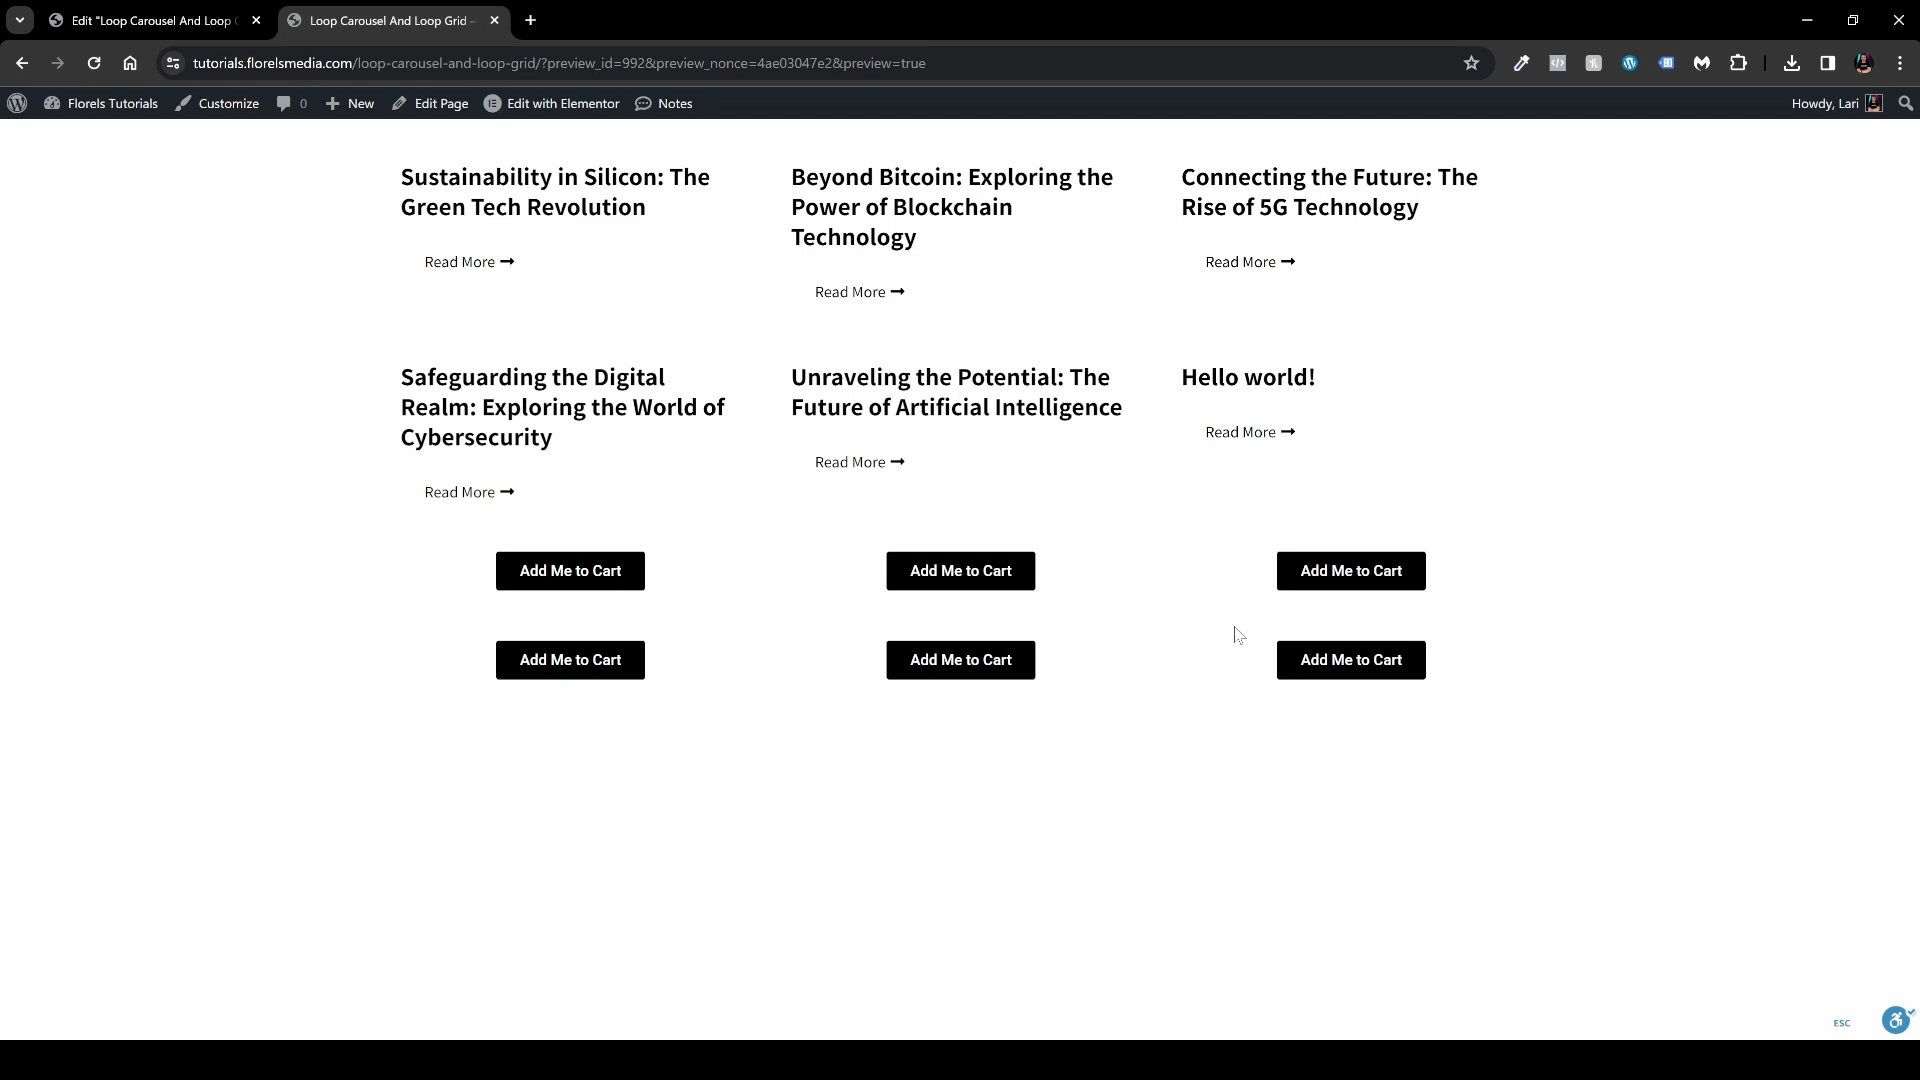 Edit "Loop Carousel And Loop
Loop Carousel And Loop Grid
tutorials.florelsmedia.com/loop-carousel-and-loop-grid/?preview_id=992&preview_nonce=4ae03047e2&preview=true
Florels Tutorials
Customize
0
New
Edit Page
Edit with Elementor
Notes
Howdy, Lari
Sustainability in Silicon: The
Green Tech Revolution
Read More
Beyond Bitcoin: Exploring the
Power of Blockchain
Technology
Read More
Connecting the Future: The
Rise of 5G Technology
Read More
Safeguarding the Digital
Realm: Exploring the World of
Cybersecurity
Read More
Unraveling the Potential: The
Future of Artificial Intelligence
Read More
Hello world!
Read More
Add Me to Cart
Add Me to Cart
Add Me to Cart
Add Me to Cart
Add Me to Cart
Add Me to Cart
ESC